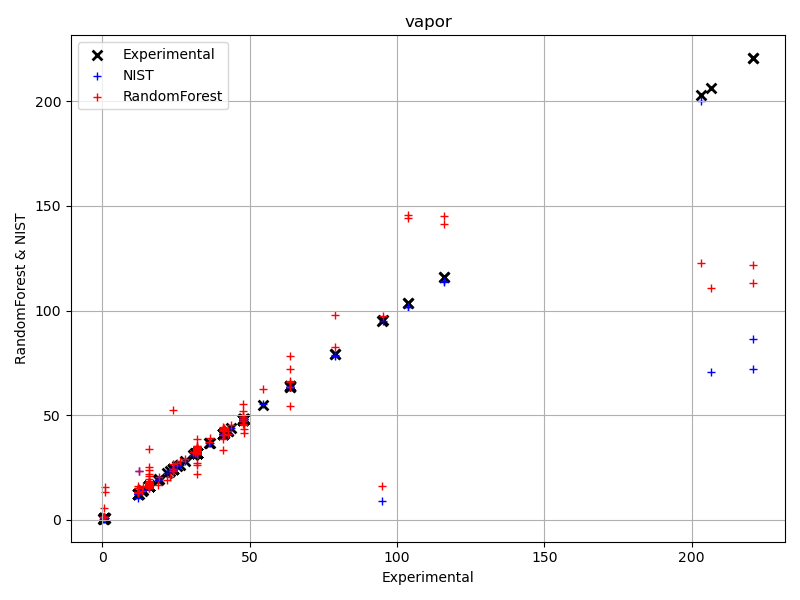 vapor
Experimental
NIST
RandomForest
RandomForest & NIST
200
150
100
50
0
0 50 100 150 200
Experimental